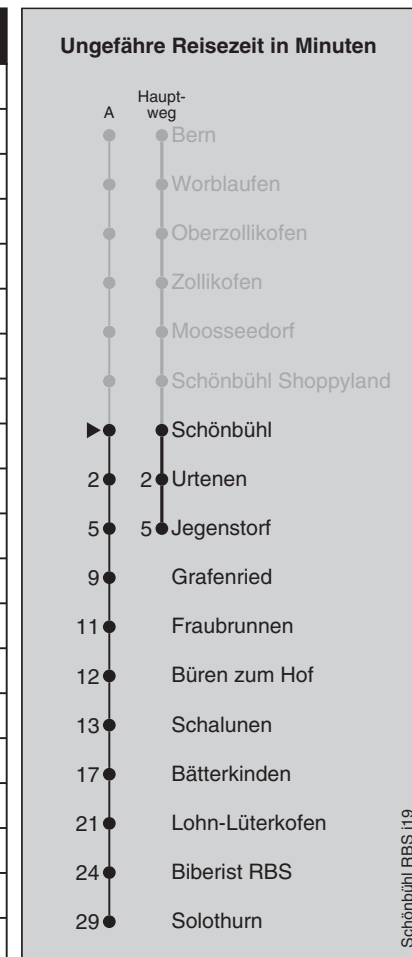 Ungefähre Reisezeit in Minuten
A Haupt-
weg
Bern
Worblaufen
Oberzollikofen
Zollikofen
Moosseedorf
Schönbühl Shoppyland
Schönbühl
2 2 Urtenen
5 5 Jegenstorf
9 Grafenried
11 Fraubrunnen
12 Büren zum Hof
13 Schalunen
17 Bätterkinden
21 Lohn-Lüterkofen
24 Biberist RBS
29 Solothurn
Schönbühl RBS j19